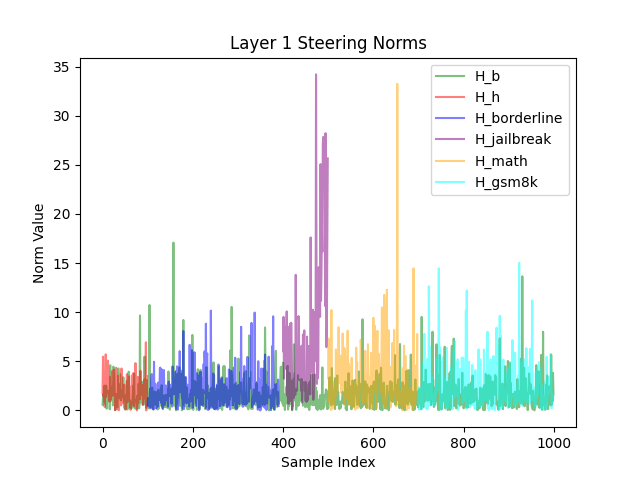 Layer 1 Steering Norms
35
30
25
20
15
10
5
0
Norm Value
H_b
H_h
H_borderline
H_jailbreak
H_math
H_gsm8k
0 200 400 600 800 1000
Sample Index